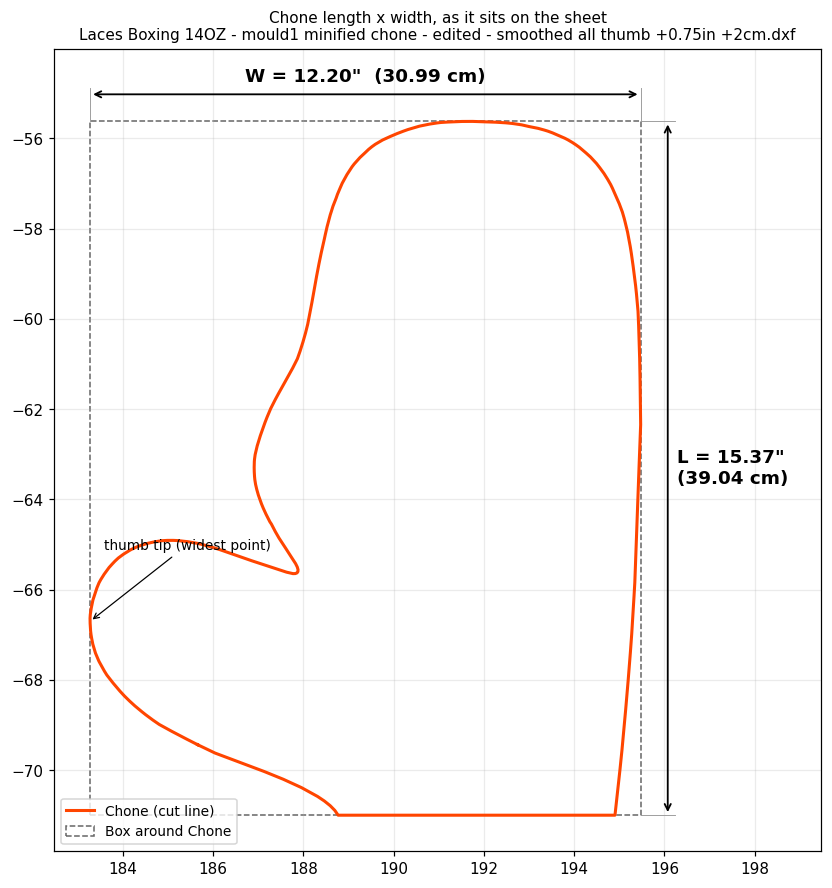 Chone length x width, as it sits on the sheet
Laces Boxing 14OZ - mould1 minified chone - edited - smoothed all thumb +0.75in +2cm.dxf
W = 12.20"  (30.99 cm)
−56
−58
−60
−62
L = 15.37"
(39.04 cm)
−64
thumb tip (widest point)
−66
−68
−70
Chone (cut line)
Box around Chone
184
186
188
190
192
194
196
198